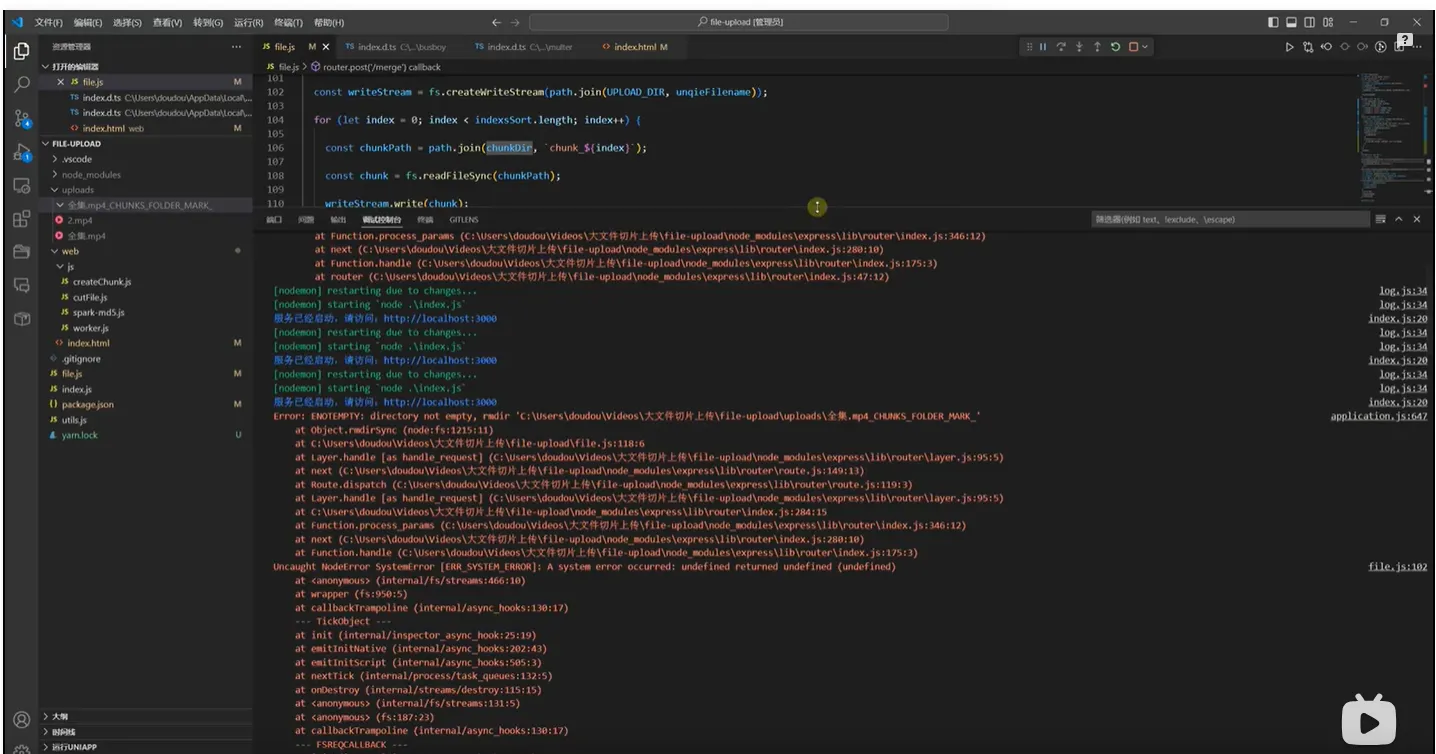 文件(F) 编辑(E) 选择(S) 查看(V) 转到(G) 运行(R) 终端(T) 帮助(H)
file-upload [管理员]
资源管理器
file.js M
index.d.ts C:\...\busboy
index.d.ts C:\...\multer
index.html M
打开的编辑器
file.js > router.post('/merge') callback
file.js M
index.d.ts C:\Users\doudou\AppData\Local\...
index.d.ts C:\Users\doudou\AppData\Local\...
index.html web M
FILE-UPLOAD
.vscode
node_modules
uploads
全集.mp4_CHUNKS_FOLDER_MARK_
2.mp4
全集.mp4
web
js
createChunk.js
cutFile.js
spark-md5.js
worker.js
index.html M
.gitignore
file.js M
index.js
package.json M
utils.js
yarn.lock U
大纲
时间线
运行UNIAPP
101
102 const writeStream = fs.createWriteStream(path.join(UPLOAD_DIR, unqieFilename));
103
104 for (let index = 0; index < indexsSort.length; index++) {
105
106 const chunkPath = path.join(chunkDir, `chunk_${index}`);
107
108 const chunk = fs.readFileSync(chunkPath);
109
110 writeStream.write(chunk);
端口 问题 输出 调试控制台 终端 GITLENS
筛选器(例如 text、!exclude、\escape)
at Function.process_params (C:\Users\doudou\Videos\大文件切片上传\file-upload\node_modules\express\lib\router\index.js:346:12)
at next (C:\Users\doudou\Videos\大文件切片上传\file-upload\node_modules\express\lib\router\index.js:280:10)
at Function.handle (C:\Users\doudou\Videos\大文件切片上传\file-upload\node_modules\express\lib\router\index.js:175:3)
at router (C:\Users\doudou\Videos\大文件切片上传\file-upload\node_modules\express\lib\router\index.js:47:12)
[nodemon] restarting due to changes... log.js:34
[nodemon] starting `node .\index.js` log.js:34
服务已经启动，请访问：http://localhost:3000 index.js:20
[nodemon] restarting due to changes... log.js:34
[nodemon] starting `node .\index.js` log.js:34
服务已经启动，请访问：http://localhost:3000 index.js:20
[nodemon] restarting due to changes... log.js:34
[nodemon] starting `node .\index.js` log.js:34
服务已经启动，请访问：http://localhost:3000 index.js:20
Error: ENOTEMPTY: directory not empty, rmdir 'C:\Users\doudou\Videos\大文件切片上传\file-upload\uploads\全集.mp4_CHUNKS_FOLDER_MARK_' application.js:647
at Object.rmdirSync (node:fs:1215:11)
at C:\Users\doudou\Videos\大文件切片上传\file-upload\file.js:118:6
at Layer.handle [as handle_request] (C:\Users\doudou\Videos\大文件切片上传\file-upload\node_modules\express\lib\router\layer.js:95:5)
at next (C:\Users\doudou\Videos\大文件切片上传\file-upload\node_modules\express\lib\router\route.js:149:13)
at Route.dispatch (C:\Users\doudou\Videos\大文件切片上传\file-upload\node_modules\express\lib\router\route.js:119:3)
at Layer.handle [as handle_request] (C:\Users\doudou\Videos\大文件切片上传\file-upload\node_modules\express\lib\router\layer.js:95:5)
at C:\Users\doudou\Videos\大文件切片上传\file-upload\node_modules\express\lib\router\index.js:284:15
at Function.process_params (C:\Users\doudou\Videos\大文件切片上传\file-upload\node_modules\express\lib\router\index.js:346:12)
at next (C:\Users\doudou\Videos\大文件切片上传\file-upload\node_modules\express\lib\router\index.js:280:10)
at Function.handle (C:\Users\doudou\Videos\大文件切片上传\file-upload\node_modules\express\lib\router\index.js:175:3)
Uncaught NodeError SystemError [ERR_SYSTEM_ERROR]: A system error occurred: undefined returned undefined (undefined) file.js:102
at <anonymous> (internal/fs/streams:466:10)
at wrapper (fs:950:5)
at callbackTrampoline (internal/async_hooks:130:17)
--- TickObject ---
at init (internal/inspector_async_hook:25:19)
at emitInitNative (internal/async_hooks:202:43)
at emitInitScript (internal/async_hooks:505:3)
at nextTick (internal/process/task_queues:132:5)
at onDestroy (internal/streams/destroy:115:15)
at <anonymous> (internal/fs/streams:131:5)
at <anonymous> (fs:187:23)
at callbackTrampoline (internal/async_hooks:130:17)
--- FSREQCALLBACK ---